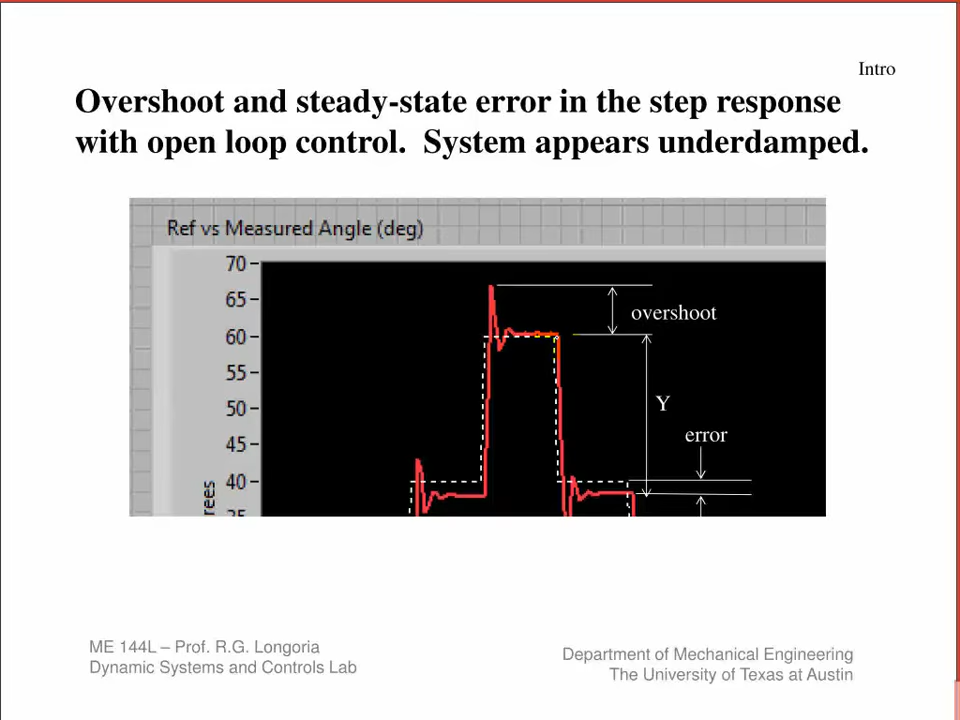 Intro
Overshoot and steady-state error in the step response
with open loop control.  System appears underdamped.
Ref vs Measured Angle (deg)
70
65
overshoot
60
55
50
Y
45
error
40
ME 144L – Prof. R.G. Longoria
Dynamic Systems and Controls Lab
Department of Mechanical Engineering
The University of Texas at Austin